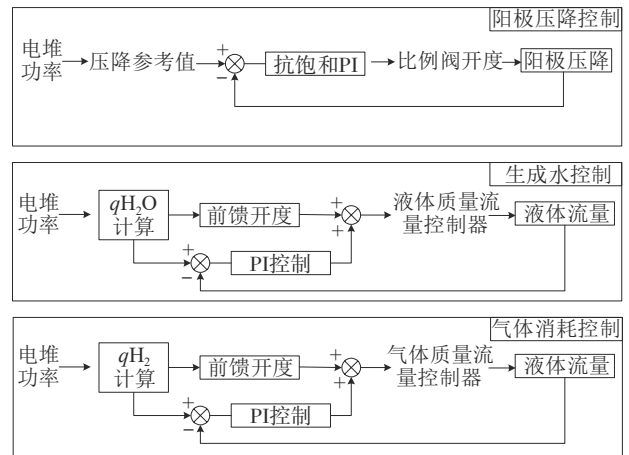 阳极压降控制
电堆
功率
压降参考值
+
−
抗饱和PI
比例阀开度
阳极压降
生成水控制
电堆
功率
qH₂O
计算
前馈开度
+
+
液体质量流
量控制器
液体流量
+
−
PI控制
气体消耗控制
电堆
功率
qH₂
计算
前馈开度
+
+
气体质量流
量控制器
液体流量
+
−
PI控制